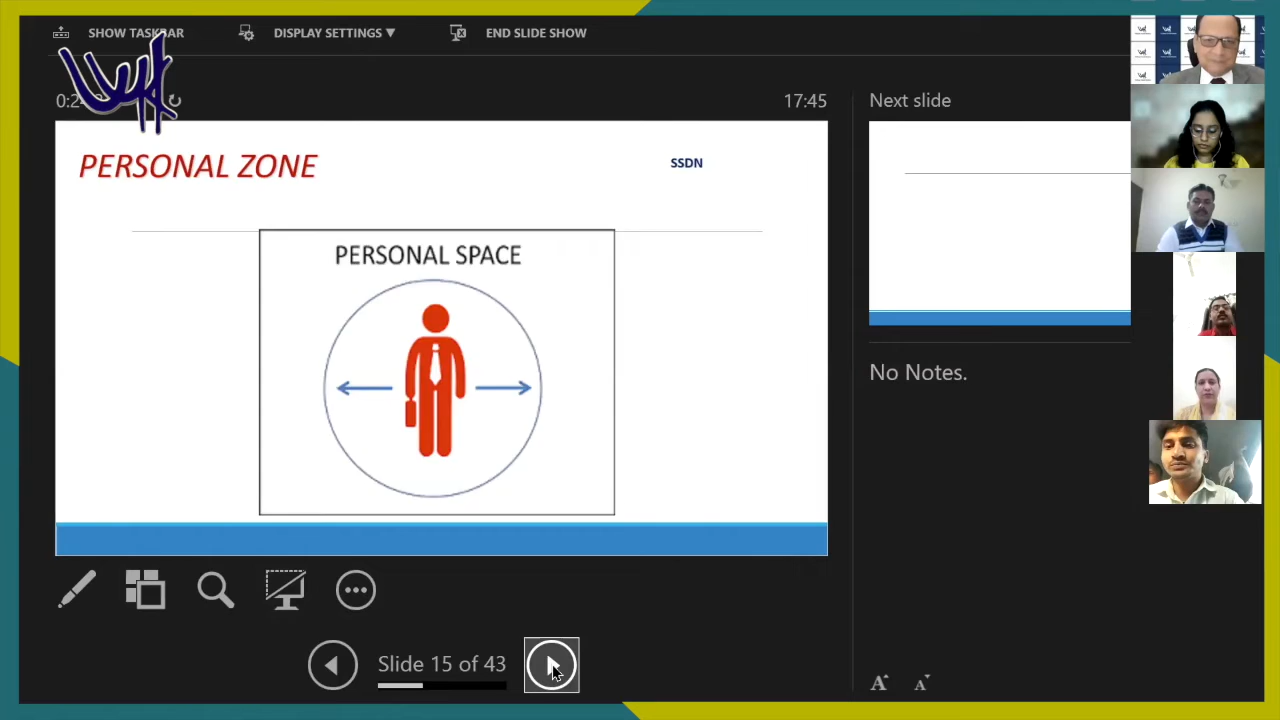 SHOW TASKBAR
DISPLAY SETTINGS ▼
END SLIDE SHOW
17:45
Next slide
PERSONAL ZONE
SSDN
PERSONAL SPACE
No Notes.
Slide 15 of 43
A A